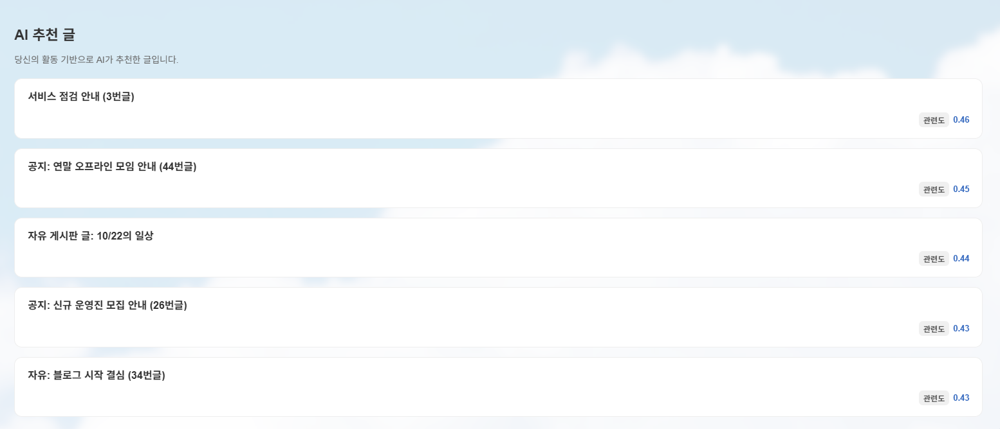 AI 추천 글
당신의 활동 기반으로 AI가 추천한 글입니다.
서비스 점검 안내 (3번글)
관련도 0.46
공지: 연말 오프라인 모임 안내 (44번글)
관련도 0.45
자유 게시판 글: 10/22의 일상
관련도 0.44
공지: 신규 운영진 모집 안내 (26번글)
관련도 0.43
자유: 블로그 시작 결심 (34번글)
관련도 0.43